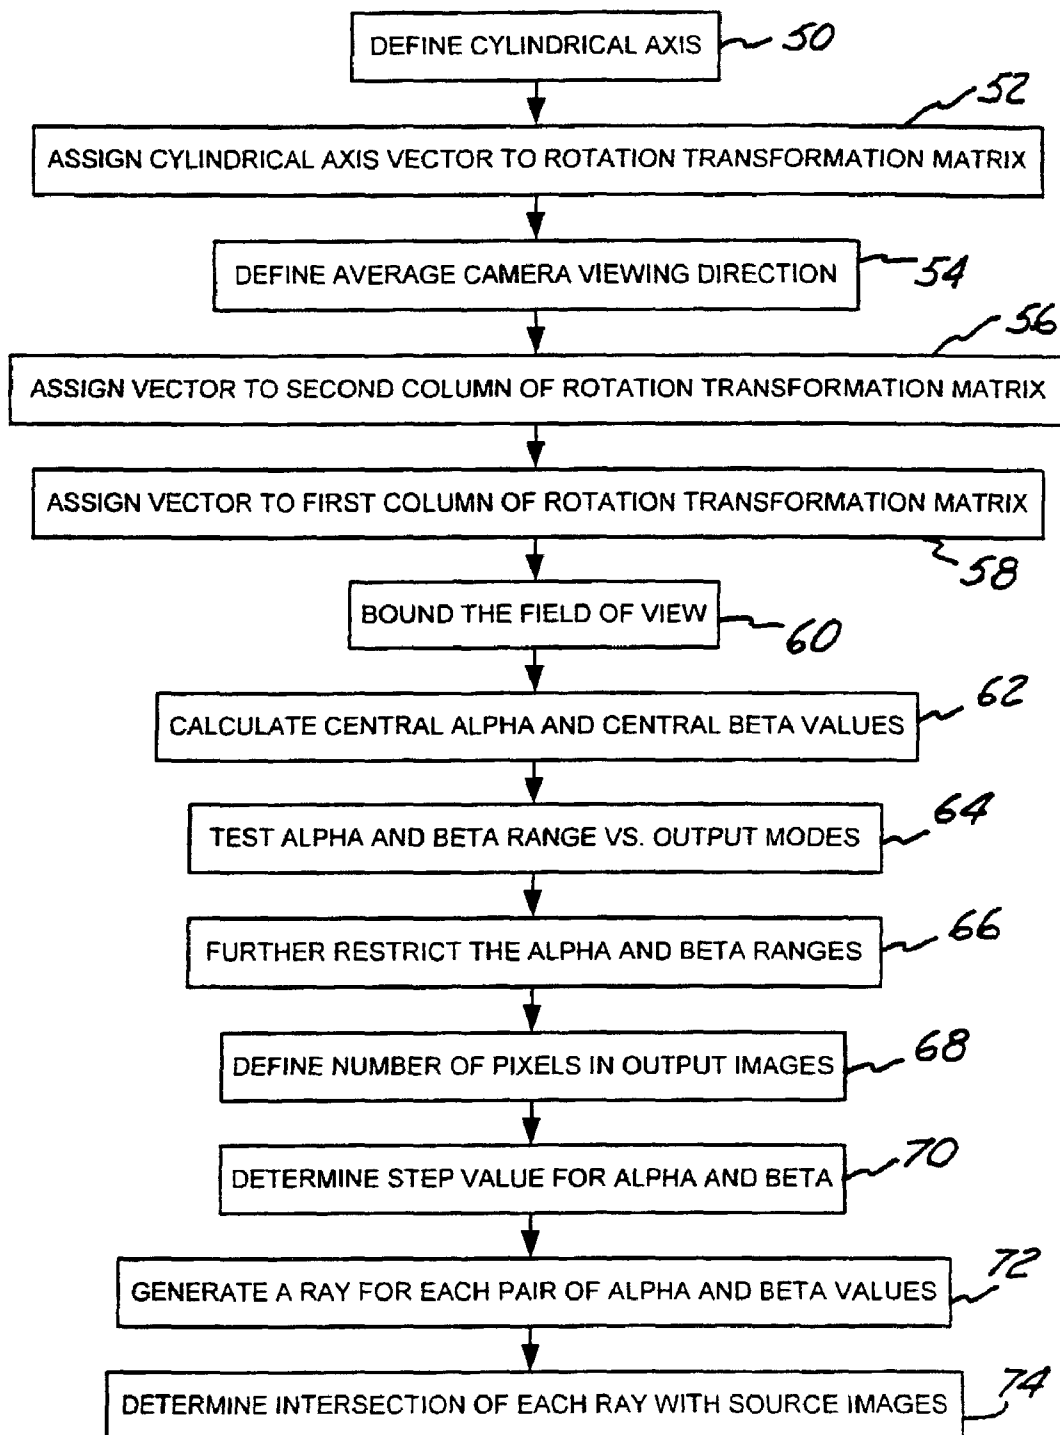 DEFINE CYLINDRICAL AXIS 50
52
ASSIGN CYLINDRICAL AXIS VECTOR TO ROTATION TRANSFORMATION MATRIX
DEFINE AVERAGE CAMERA VIEWING DIRECTION 54
56
ASSIGN VECTOR TO SECOND COLUMN OF ROTATION TRANSFORMATION MATRIX
ASSIGN VECTOR TO FIRST COLUMN OF ROTATION TRANSFORMATION MATRIX
58
BOUND THE FIELD OF VIEW 60
CALCULATE CENTRAL ALPHA AND CENTRAL BETA VALUES 62
TEST ALPHA AND BETA RANGE VS. OUTPUT MODES 64
FURTHER RESTRICT THE ALPHA AND BETA RANGES 66
DEFINE NUMBER OF PIXELS IN OUTPUT IMAGES 68
DETERMINE STEP VALUE FOR ALPHA AND BETA 70
GENERATE A RAY FOR EACH PAIR OF ALPHA AND BETA VALUES 72
DETERMINE INTERSECTION OF EACH RAY WITH SOURCE IMAGES 74